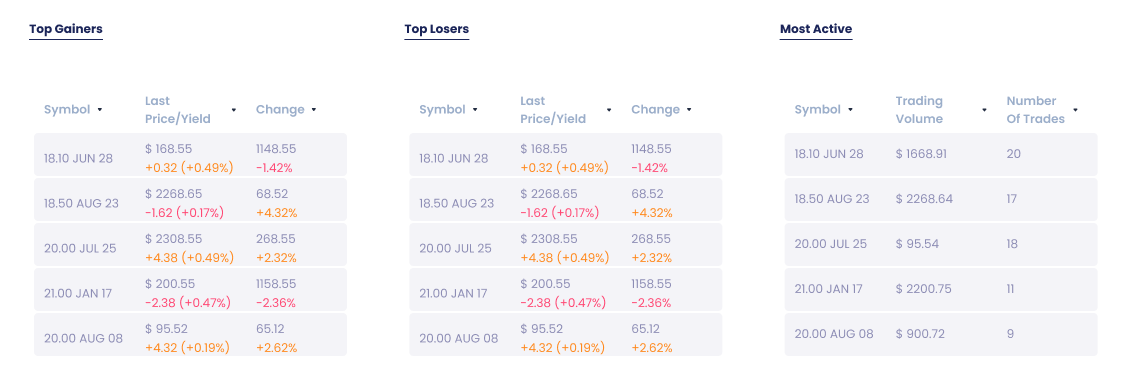 Top Gainers
Symbol Last Price/Yield Change
18.10 JUN 28 $ 168.55 1148.55
+0.32 (+0.49%) -1.42%
18.50 AUG 23 $ 2268.65 68.52
-1.62 (+0.17%) +4.32%
20.00 JUL 25 $ 2308.55 268.55
+4.38 (+0.49%) +2.32%
21.00 JAN 17 $ 200.55 1158.55
-2.38 (+0.47%) -2.36%
20.00 AUG 08 $ 95.52 65.12
+4.32 (+0.19%) +2.62%
Top Losers
Symbol Last Price/Yield Change
18.10 JUN 28 $ 168.55 1148.55
+0.32 (+0.49%) -1.42%
18.50 AUG 23 $ 2268.65 68.52
-1.62 (+0.17%) +4.32%
20.00 JUL 25 $ 2308.55 268.55
+4.38 (+0.49%) +2.32%
21.00 JAN 17 $ 200.55 1158.55
-2.38 (+0.47%) -2.36%
20.00 AUG 08 $ 95.52 65.12
+4.32 (+0.19%) +2.62%
Most Active
Symbol Trading Volume Number Of Trades
18.10 JUN 28 $ 1668.91 20
18.50 AUG 23 $ 2268.64 17
20.00 JUL 25 $ 95.54 18
21.00 JAN 17 $ 2200.75 11
20.00 AUG 08 $ 900.72 9